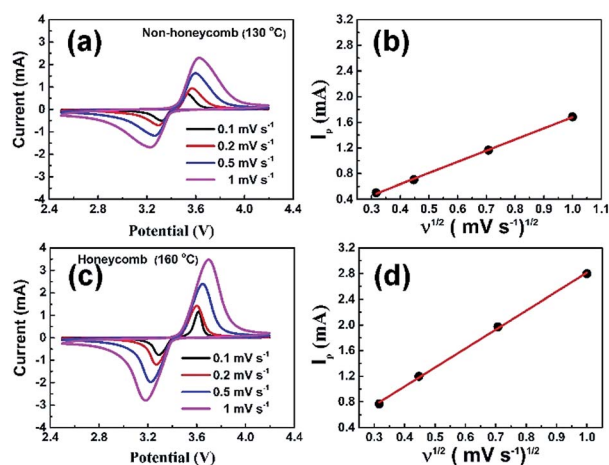 (a)
Non-honeycomb (130 °C)
Current (mA)
4
3
2
1
0
-1
-2
-3
-4
0.1 mV s⁻¹
0.2 mV s⁻¹
0.5 mV s⁻¹
1 mV s⁻¹
2.4 2.8 3.2 3.6 4.0 4.4
Potential (V)
(b)
Iₚ (mA)
3.6
2.8
2.0
1.6
1.2
0.8
0.4
0.3 0.4 0.5 0.6 0.7 0.8 0.9 1.0 1.1
ν¹/² ( mV s⁻¹)¹/²
(c)
Honeycomb (160 °C)
Current (mA)
4
3
2
1
0
-1
-2
-3
-4
0.1 mV s⁻¹
0.2 mV s⁻¹
0.5 mV s⁻¹
1 mV s⁻¹
2.4 2.8 3.2 3.6 4.0 4.4
Potential (V)
(d)
Iₚ (mA)
3.2
2.8
2.4
2.0
1.6
1.2
0.8
0.4
0.3 0.4 0.5 0.6 0.7 0.8 0.9 1.0
ν¹/² ( mV s⁻¹)¹/²